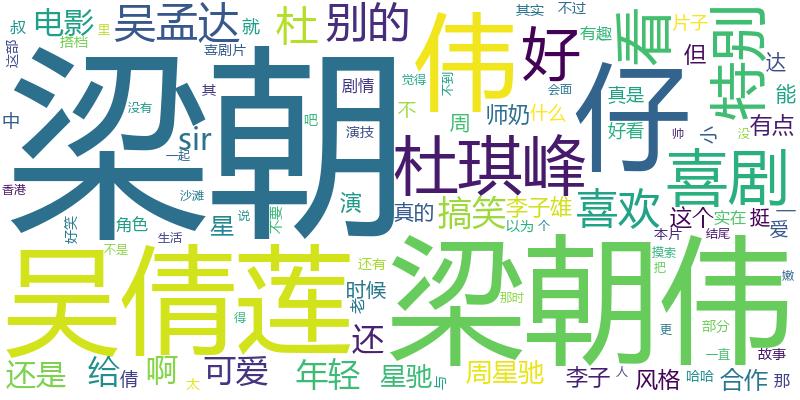 叔
电影
搭档
里
吴孟达
就
杜
别的
其实
不过
有趣
片子
看
特别
这部
喜剧片
其
剧情
觉得
不到
伟
好
会面
仔
真是
好看
但
帅
小
没
达
能
有点
中
梁朝
没有
sir
一起
吧
演技
不
周
师奶
什么
杜琪峰
喜剧
香港
沙滩
星
说
不要
演
真的
搞笑
李子雄
以为
个
喜欢
这个
实在
挺
一
爱
好笑
角色
不是
生活
本片
结尾
吴倩莲
还有
时候
老
得
还
梁朝伟
那时
摸索
把
嫩
更
部分
一直
故事
还是
给
倩
啊
太
可爱
年轻
星驰
与
周星驰
李子
人
风格
哈哈
合作
那